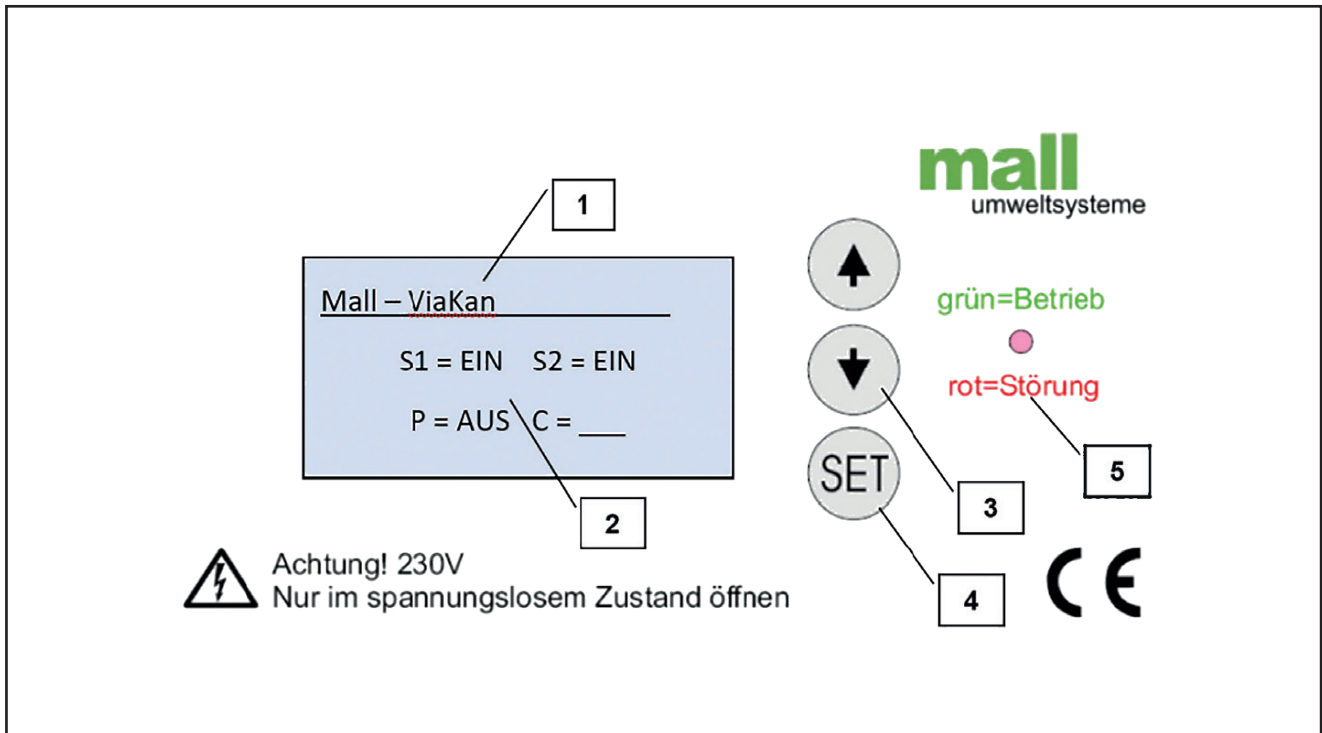 mall
umweltsysteme
1
Mall – ViaKan
S1 = EIN S2 = EIN
P = AUS C = ___
2
SET
grün=Betrieb
rot=Störung
3
4
5
Achtung! 230V
Nur im spannungslosem Zustand öffnen
CE